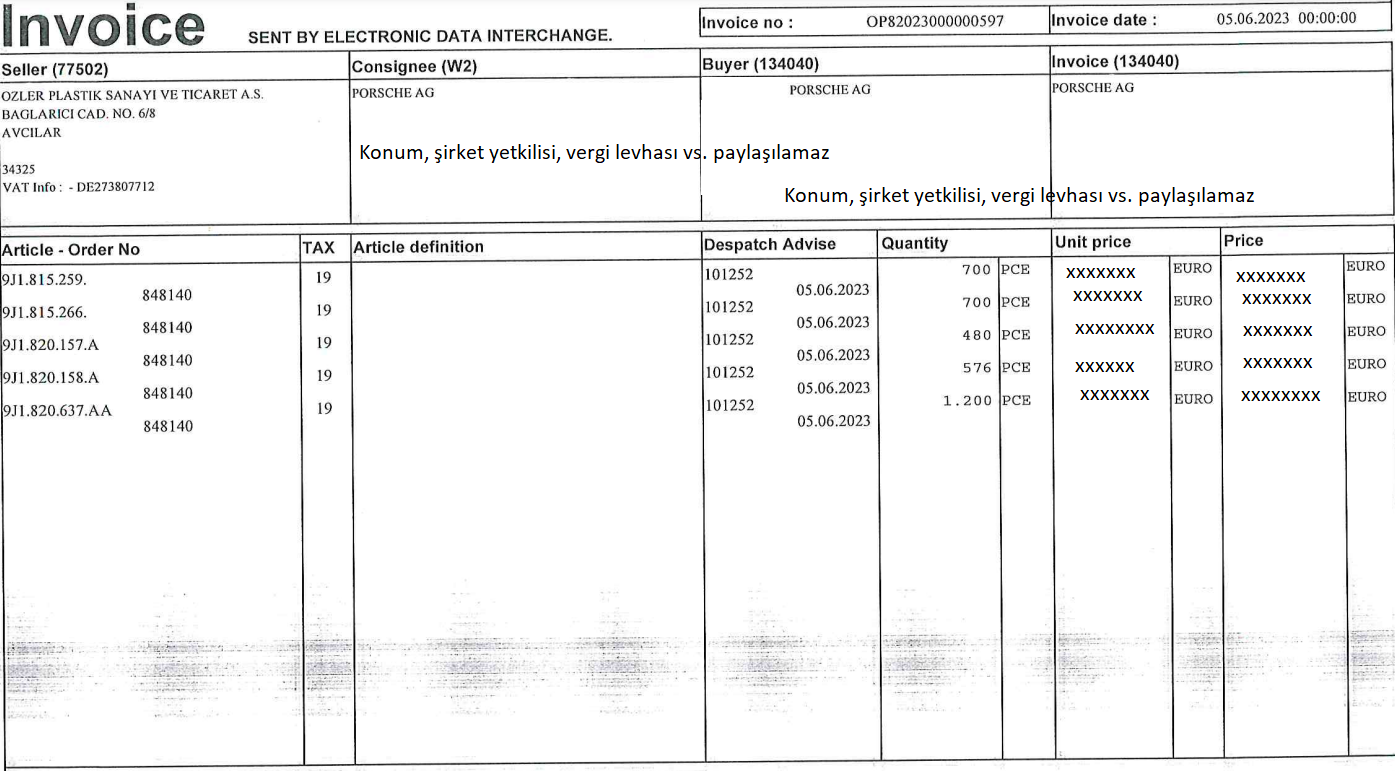 Invoice
SENT BY ELECTRONIC DATA INTERCHANGE.
Invoice no : OP82023000000597
Invoice date : 05.06.2023 00:00:00
Seller (77502)
OZLER PLASTIK SANAYI VE TICARET A.S.
BAGLARICI CAD. NO. 6/8
AVCILAR
34325
VAT Info : - DE273807712
Consignee (W2)
PORSCHE AG
Buyer (134040)
PORSCHE AG
Invoice (134040)
PORSCHE AG
Konum, şirket yetkilisi, vergi levhası vs. paylaşılamaz
Konum, şirket yetkilisi, vergi levhası vs. paylaşılamaz
Article - Order No TAX Article definition Despatch Advise Quantity Unit price Price
9J1.815.259. 19 101252 700 PCE XXXXXXX EURO XXXXXXX EURO
848140 05.06.2023
9J1.815.266. 19 101252 700 PCE XXXXXXX EURO XXXXXXX EURO
848140 05.06.2023
9J1.820.157.A 19 101252 480 PCE XXXXXXXX EURO XXXXXXX EURO
848140 05.06.2023
9J1.820.158.A 19 101252 576 PCE XXXXXX EURO XXXXXXX EURO
848140 05.06.2023
9J1.820.637.AA 19 101252 1.200 PCE XXXXXXX EURO XXXXXXXX EURO
848140 05.06.2023